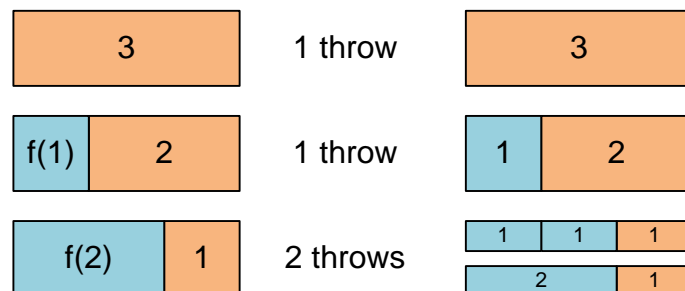 3 1 throw 3
f(1) 2 1 throw 1 2
f(2) 1 2 throws 1 1 1
2 1